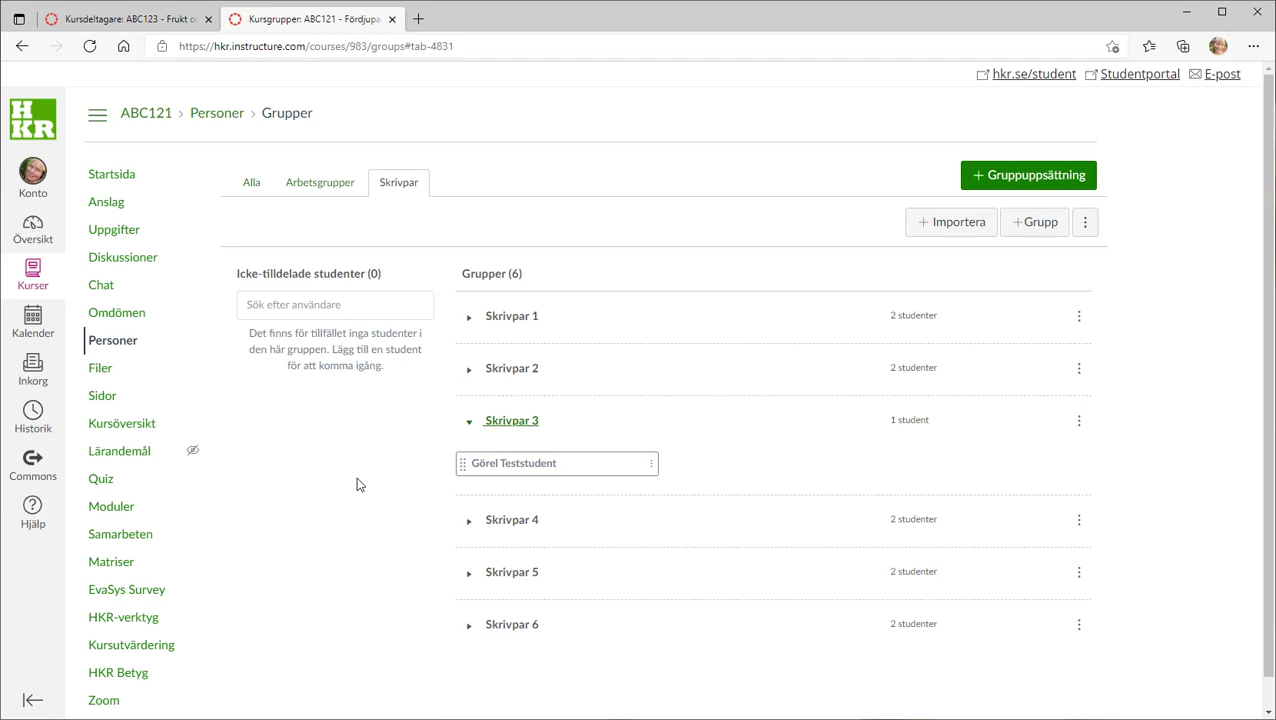 Kursdeltagare: ABC123 - Frukt oc
Kursgrupper: ABC121 - Fördjupa
https://hkr.instructure.com/courses/983/groups#tab-4831
hkr.se/student
Studentportal
E-post
H
KR
ABC121 > Personer > Grupper
Konto
Översikt
Kurser
Kalender
Inkorg
Historik
Commons
Hjälp
Startsida
Anslag
Uppgifter
Diskussioner
Chat
Omdömen
Personer
Filer
Sidor
Kursöversikt
Lärandemål
Quiz
Moduler
Samarbeten
Matriser
EvaSys Survey
HKR-verktyg
Kursutvärdering
HKR Betyg
Zoom
Alla
Arbetsgrupper
Skrivpar
+ Gruppuppsättning
+ Importera
+Grupp
Icke-tilldelade studenter (0)
Sök efter användare
Det finns för tillfället inga studenter i
den här gruppen. Lägg till en student
för att komma igång.
Grupper (6)
Skrivpar 1 2 studenter
Skrivpar 2 2 studenter
Skrivpar 3 1 student
Görel Teststudent
Skrivpar 4 2 studenter
Skrivpar 5 2 studenter
Skrivpar 6 2 studenter